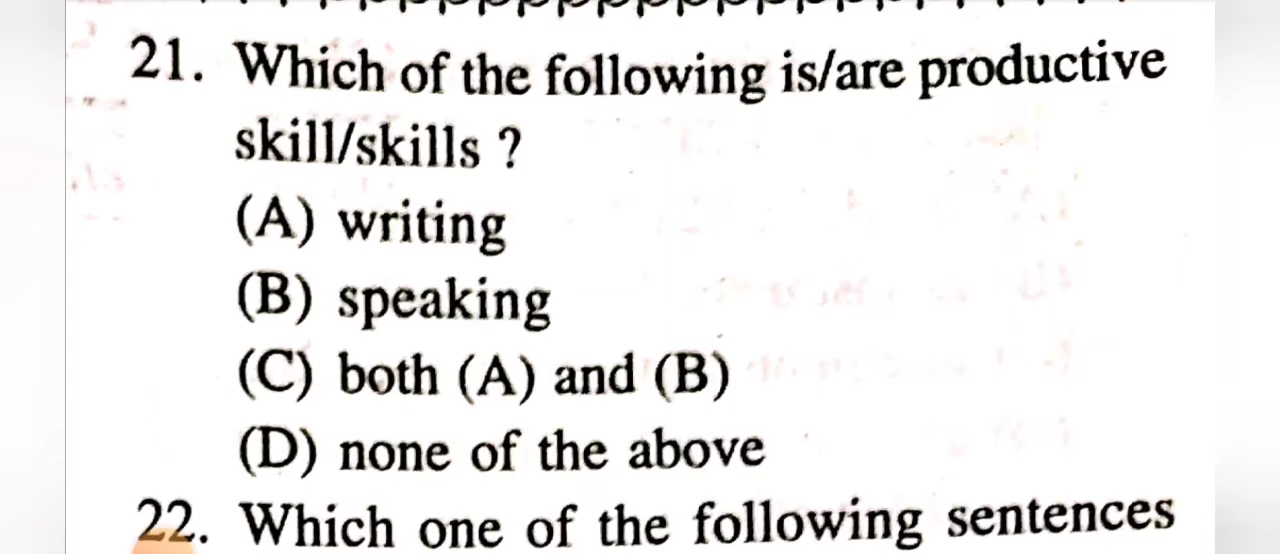 21. Which of the following is/are productive
skill/skills ?
(A) writing
(B) speaking
(C) both (A) and (B)
(D) none of the above
22. Which one of the following sentences